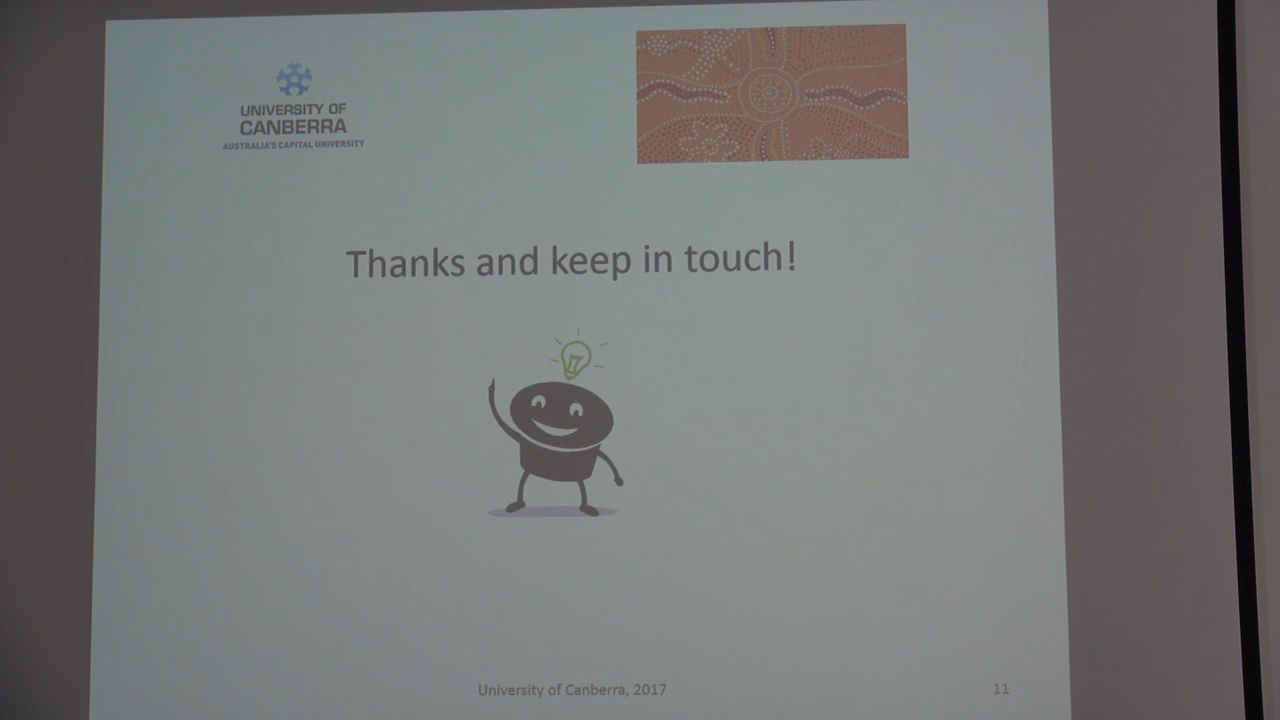 UNIVERSITY OF
CANBERRA
AUSTRALIA'S CAPITAL UNIVERSITY
Thanks and keep in touch!
University of Canberra, 2017
11